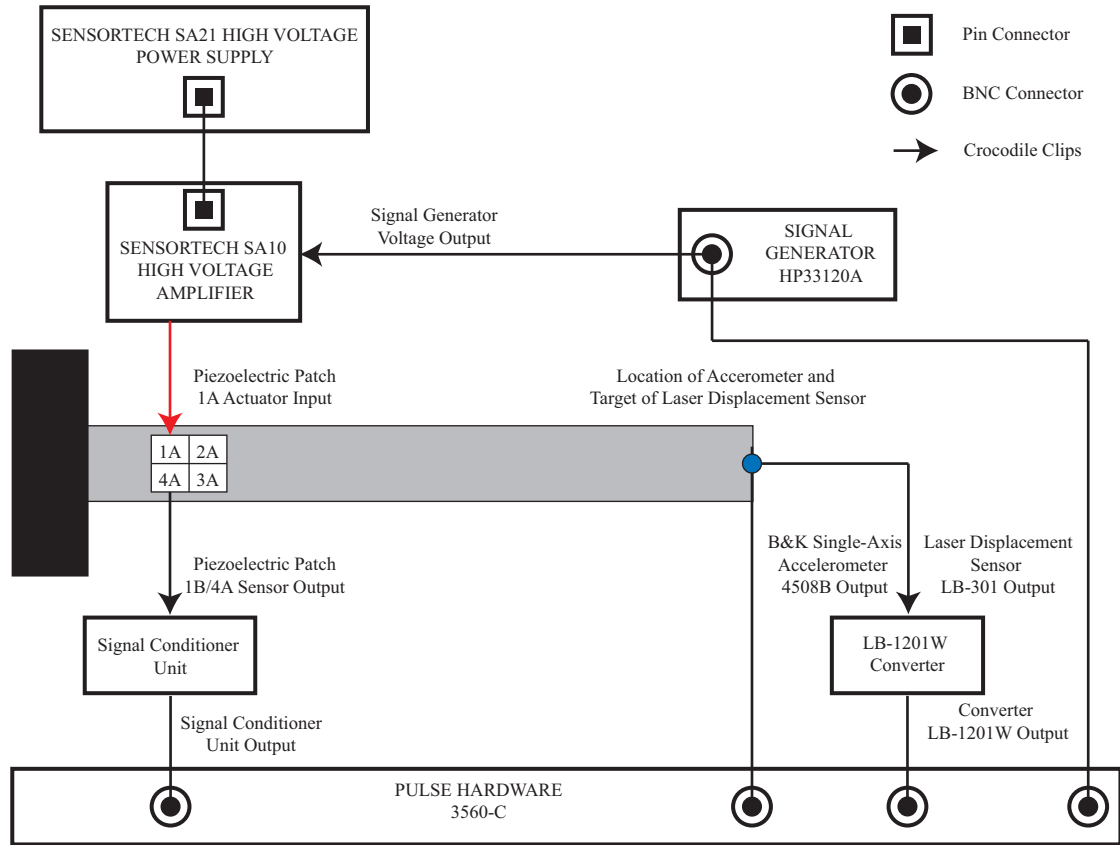 SENSORTECH SA21 HIGH VOLTAGE
POWER SUPPLY
Pin Connector
BNC Connector
Crocodile Clips
SENSORTECH SA10
HIGH VOLTAGE
AMPLIFIER
Signal Generator
Voltage Output
SIGNAL
GENERATOR
HP33120A
Piezoelectric Patch
1A Actuator Input
Location of Accerometer and
Target of Laser Displacement Sensor
1A 2A
4A 3A
Piezoelectric Patch
1B/4A Sensor Output
B&K Single-Axis
Accelerometer
4508B Output
Laser Displacement
Sensor
LB-301 Output
Signal Conditioner
Unit
LB-1201W
Converter
Signal Conditioner
Unit Output
Converter
LB-1201W Output
PULSE HARDWARE
3560-C